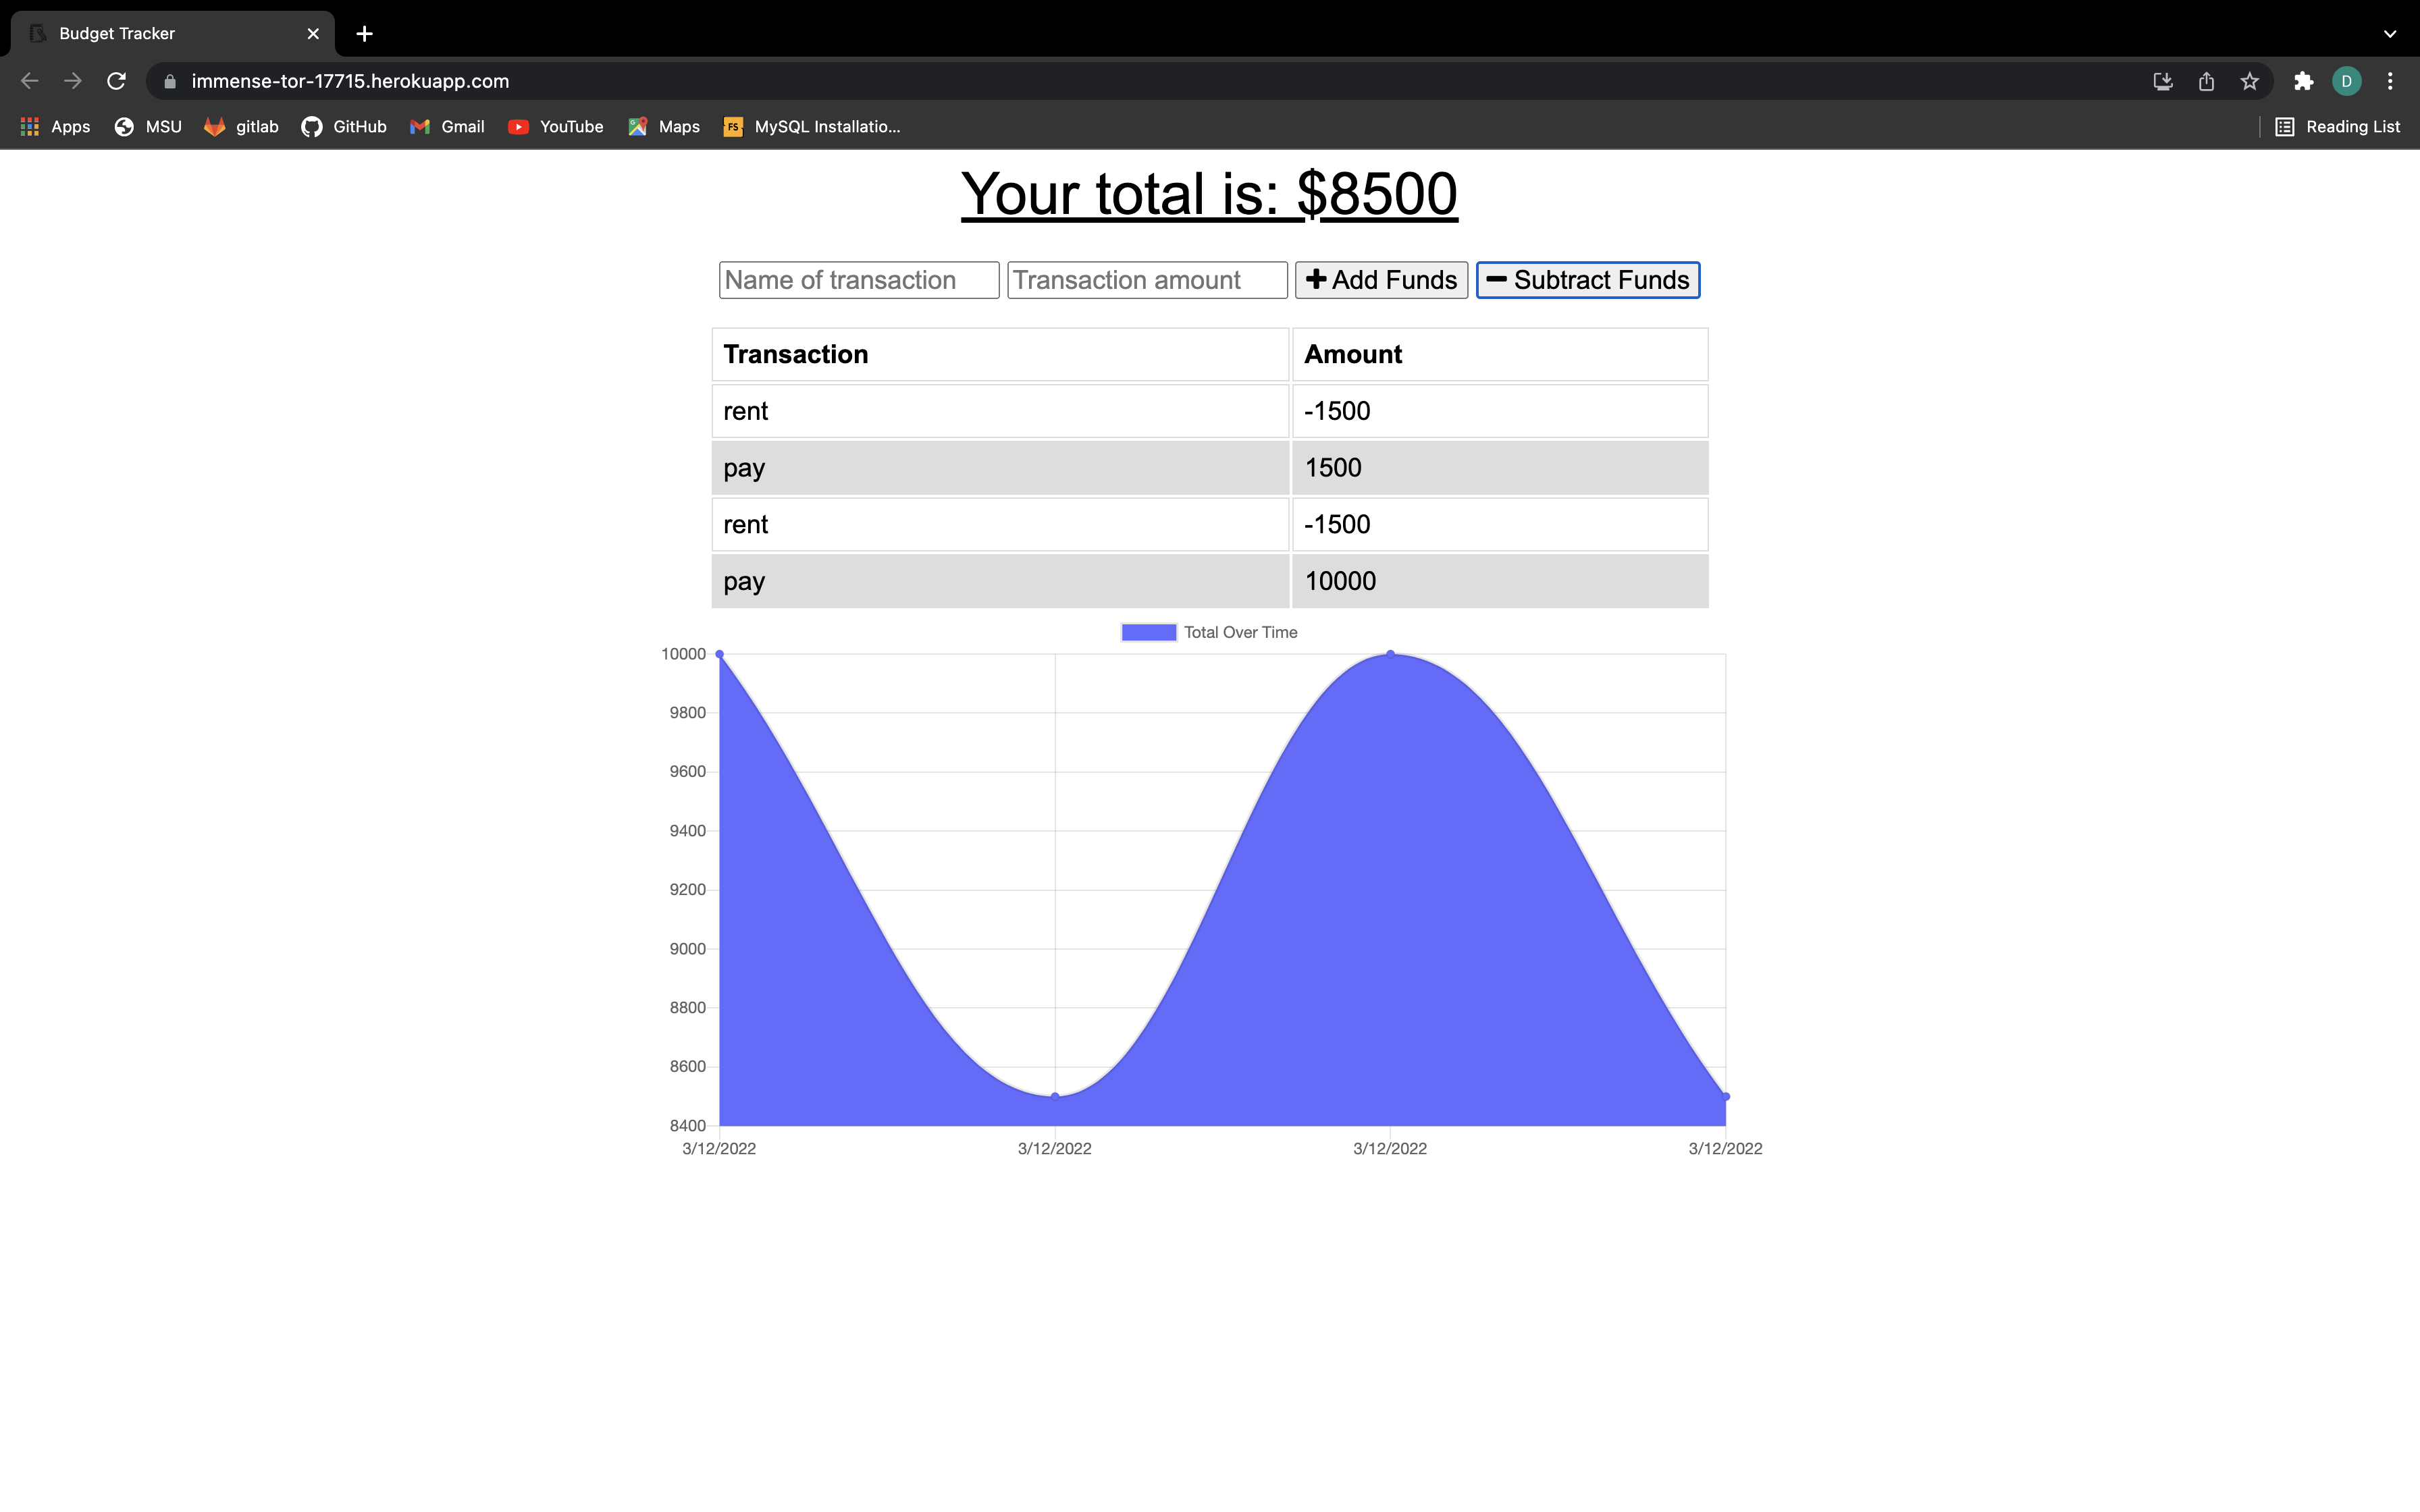 Budget Tracker
immense-tor-17715.herokuapp.com
D
Apps MSU gitlab GitHub Gmail YouTube Maps FS MySQL Installatio... Reading List
Your total is: $8500
Name of transaction Transaction amount Add Funds Subtract Funds
Transaction Amount
rent -1500
pay 1500
rent -1500
pay 10000
Total Over Time
10000
9800
9600
9400
9200
9000
8800
8600
8400
3/12/2022 3/12/2022 3/12/2022 3/12/2022